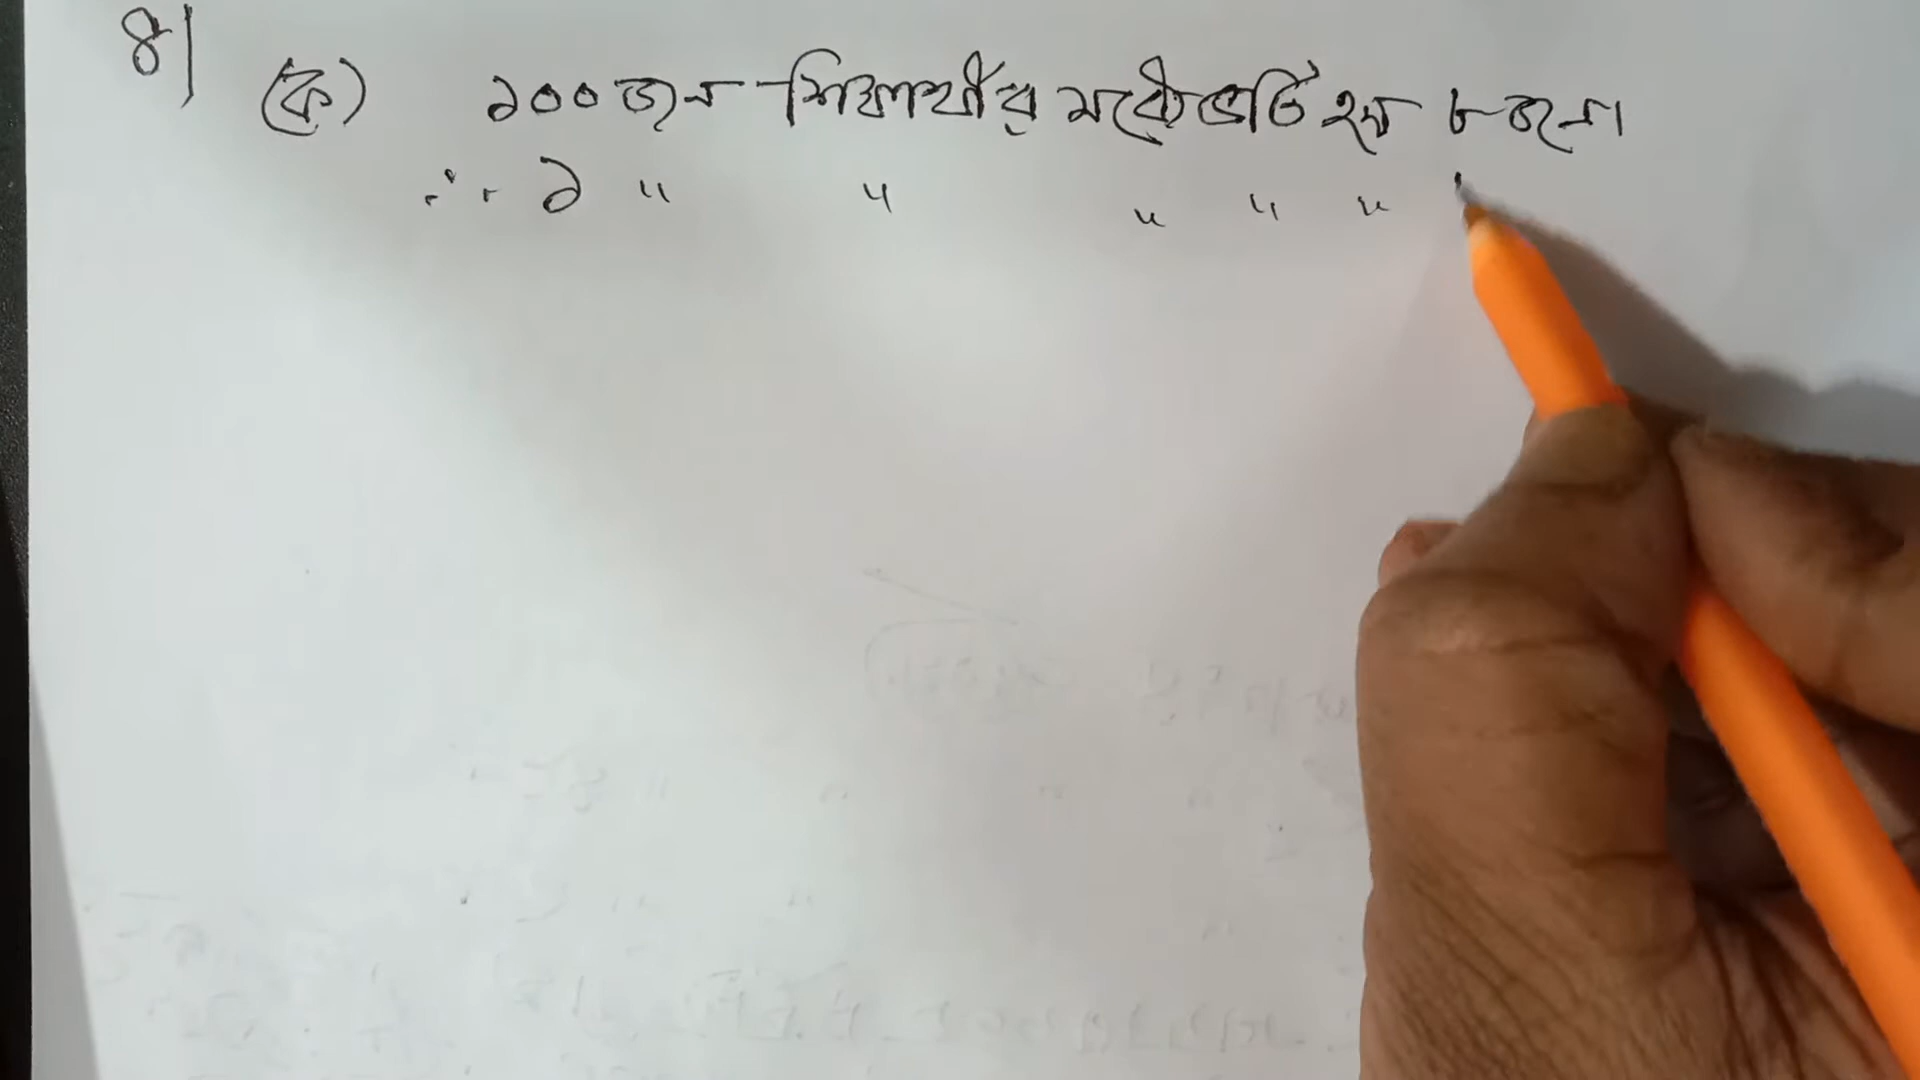 ৪। (ক) ১০০ জন শিক্ষার্থীর মধ্যে ভর্তি হয় ৮ জন।
∴ ১ " " " " "